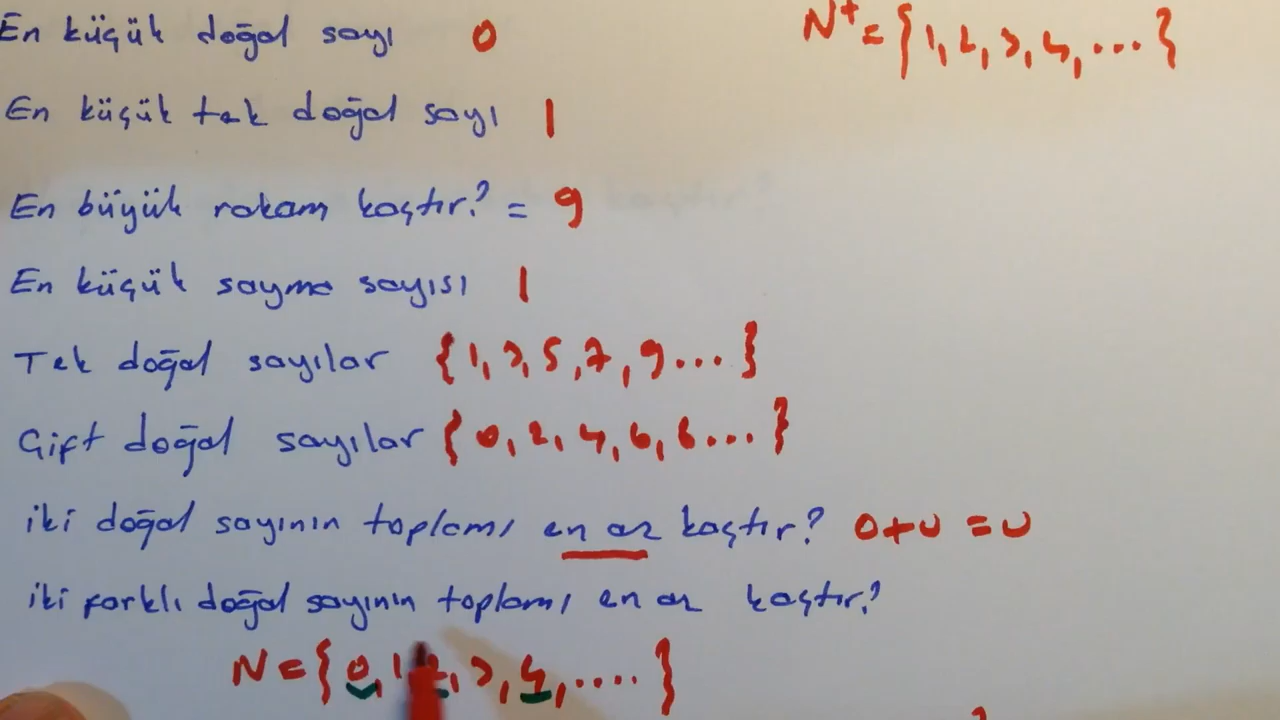 En küçük doğal sayı 0
N⁺ = {1, 2, 3, 4, ...}
En küçük tek doğal sayı 1
En büyük rakam kaçtır? = 9
En küçük sayma sayısı 1
Tek doğal sayılar {1, 3, 5, 7, 9...}
Çift doğal sayılar {0, 2, 4, 6, 8...}
iki doğal sayının toplamı en az kaçtır? 0+0 = 0
iki farklı doğal sayının toplamı en az kaçtır?
N = {0, 1, 2, 3, 4, ....}